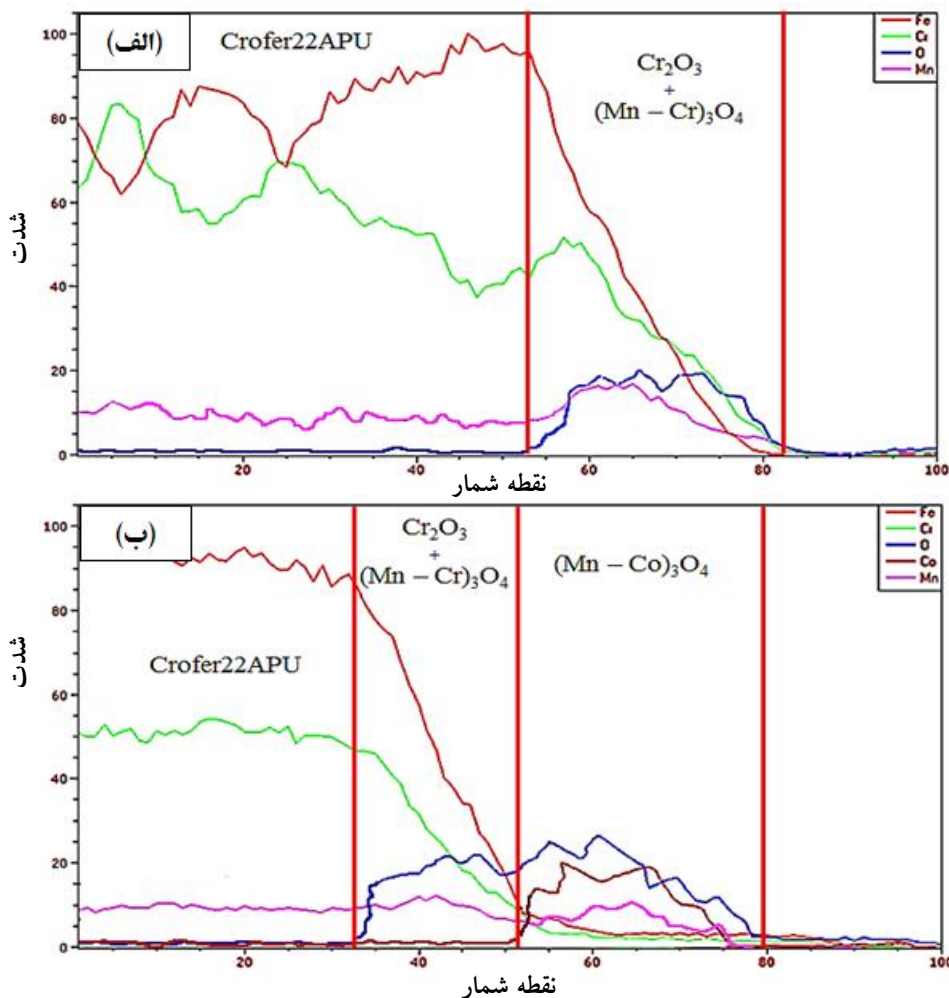 (الف)
Crofer22APU
Cr₂O₃
+
(Mn – Cr)₃O₄
Fe
Cr
O
Mn
شدت
100
80
60
40
20
0
20
40
60
80
100
نقطه شمار
(ب)
Cr₂O₃
+
(Mn – Cr)₃O₄
(Mn – Co)₃O₄
Crofer22APU
Fe
Cr
O
Co
Mn
شدت
100
80
60
40
20
0
20
40
60
80
100
نقطه شمار